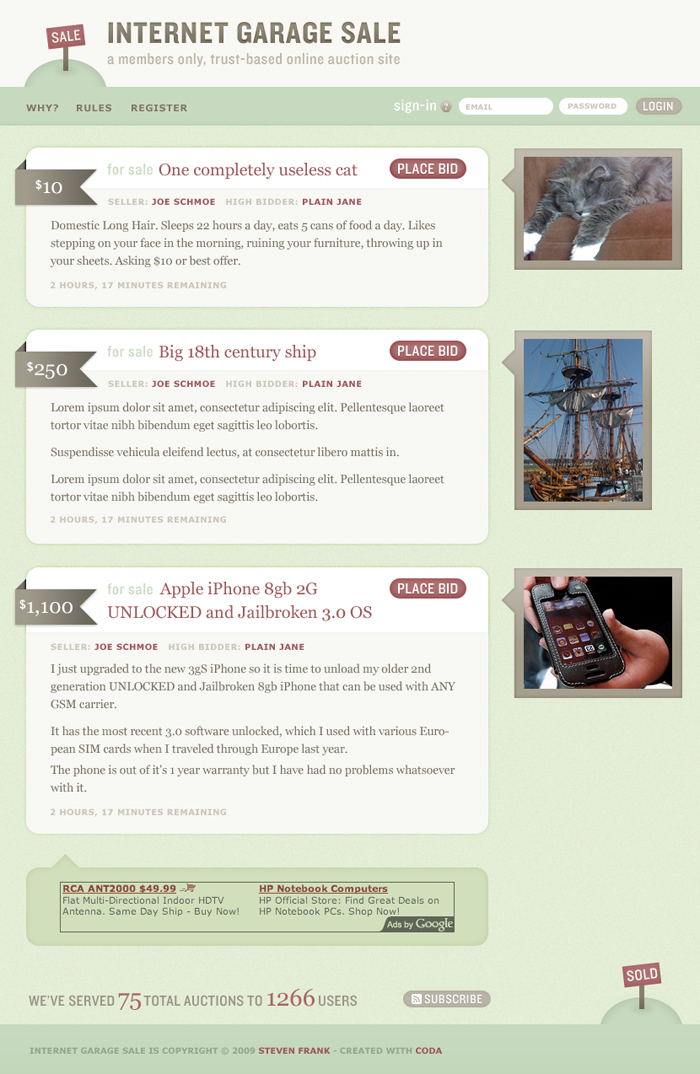 SALE
INTERNET GARAGE SALE
a members only, trust-based online auction site
WHY? RULES REGISTER sign-in ? EMAIL PASSWORD LOGIN
for sale One completely useless cat PLACE BID
$10
SELLER: JOE SCHMOE HIGH BIDDER: PLAIN JANE
Domestic Long Hair. Sleeps 22 hours a day, eats 5 cans of food a day. Likes
stepping on your face in the morning, ruining your furniture, throwing up in
your sheets. Asking $10 or best offer.
2 HOURS, 17 MINUTES REMAINING
for sale Big 18th century ship PLACE BID
$250
SELLER: JOE SCHMOE HIGH BIDDER: PLAIN JANE
Lorem ipsum dolor sit amet, consectetur adipiscing elit. Pellentesque laoreet
tortor vitae nibh bibendum eget sagittis leo lobortis.
Suspendisse vehicula eleifend lectus, at consectetur libero mattis in.
Lorem ipsum dolor sit amet, consectetur adipiscing elit. Pellentesque laoreet
tortor vitae nibh bibendum eget sagittis leo lobortis.
2 HOURS, 17 MINUTES REMAINING
for sale Apple iPhone 8gb 2G PLACE BID
$1,100
UNLOCKED and Jailbroken 3.0 OS
SELLER: JOE SCHMOE HIGH BIDDER: PLAIN JANE
I just upgraded to the new 3gS iPhone so it is time to unload my older 2nd
generation UNLOCKED and Jailbroken 8gb iPhone that can be used with ANY
GSM carrier.
It has the most recent 3.0 software unlocked, which I used with various Euro-
pean SIM cards when I traveled through Europe last year.
The phone is out of it's 1 year warranty but I have had no problems whatsoever
with it.
2 HOURS, 17 MINUTES REMAINING
RCA ANT2000 $49.99
Flat Multi-Directional Indoor HDTV
Antenna. Same Day Ship - Buy Now!
HP Notebook Computers
HP Official Store: Find Great Deals on
HP Notebook PCs. Shop Now!
Ads by Google
SOLD
WE'VE SERVED 75 TOTAL AUCTIONS TO 1266 USERS SUBSCRIBE
INTERNET GARAGE SALE IS COPYRIGHT © 2009 STEVEN FRANK - CREATED WITH CODA